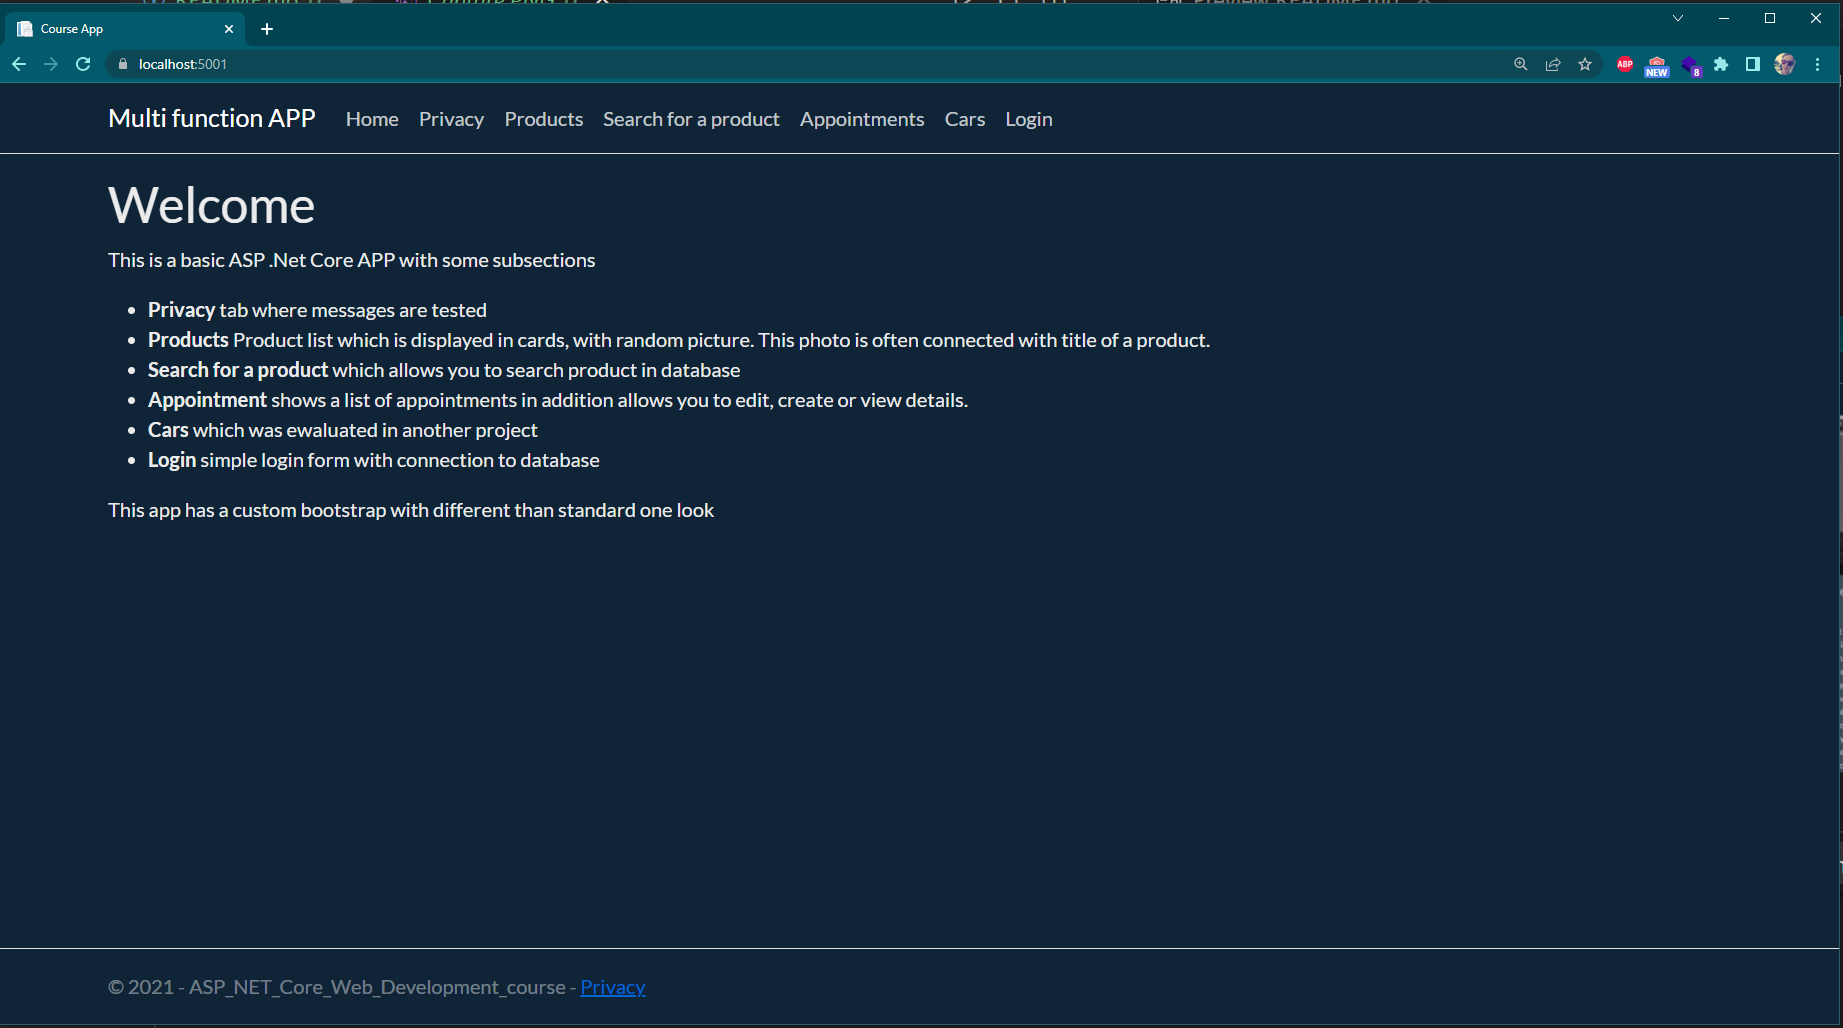 Course App
localhost:5001
ABP
NEW
8
Multi function APP Home Privacy Products Search for a product Appointments Cars Login
Welcome
This is a basic ASP .Net Core APP with some subsections
Privacy tab where messages are tested
Products Product list which is displayed in cards, with random picture. This photo is often connected with title of a product.
Search for a product which allows you to search product in database
Appointment shows a list of appointments in addition allows you to edit, create or view details.
Cars which was ewaluated in another project
Login simple login form with connection to database
This app has a custom bootstrap with different than standard one look
© 2021 - ASP_NET_Core_Web_Development_course - Privacy